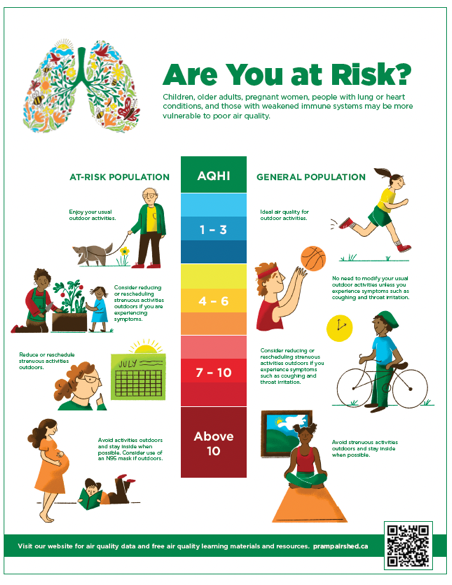 Are You at Risk?
Children, older adults, pregnant women, people with lung or heart
conditions, and those with weakened immune systems may be more
vulnerable to poor air quality.
AT-RISK POPULATION
AQHI
GENERAL POPULATION
Enjoy your usual
outdoor activities.
1 – 3
Ideal air quality for
outdoor activities.
Consider reducing
or rescheduling
strenuous activities
outdoors if you are
experiencing
symptoms.
4 – 6
No need to modify your usual
outdoor activities unless you
experience symptoms such as
coughing and throat irritation.
Reduce or reschedule
strenuous activities
outdoors.
JULY
7 – 10
Consider reducing or
rescheduling strenuous
activities outdoors if you
experience symptoms
such as coughing and
throat irritation.
Avoid activities outdoors
and stay inside when
possible. Consider use of
an N95 mask if outdoors.
Above
10
Avoid strenuous activities
outdoors and stay inside
when possible.
Visit our website for air quality data and free air quality learning materials and resources. prampairshed.ca